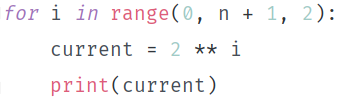 for i in range(0, n + 1, 2):
    current = 2 ** i
    print(current)